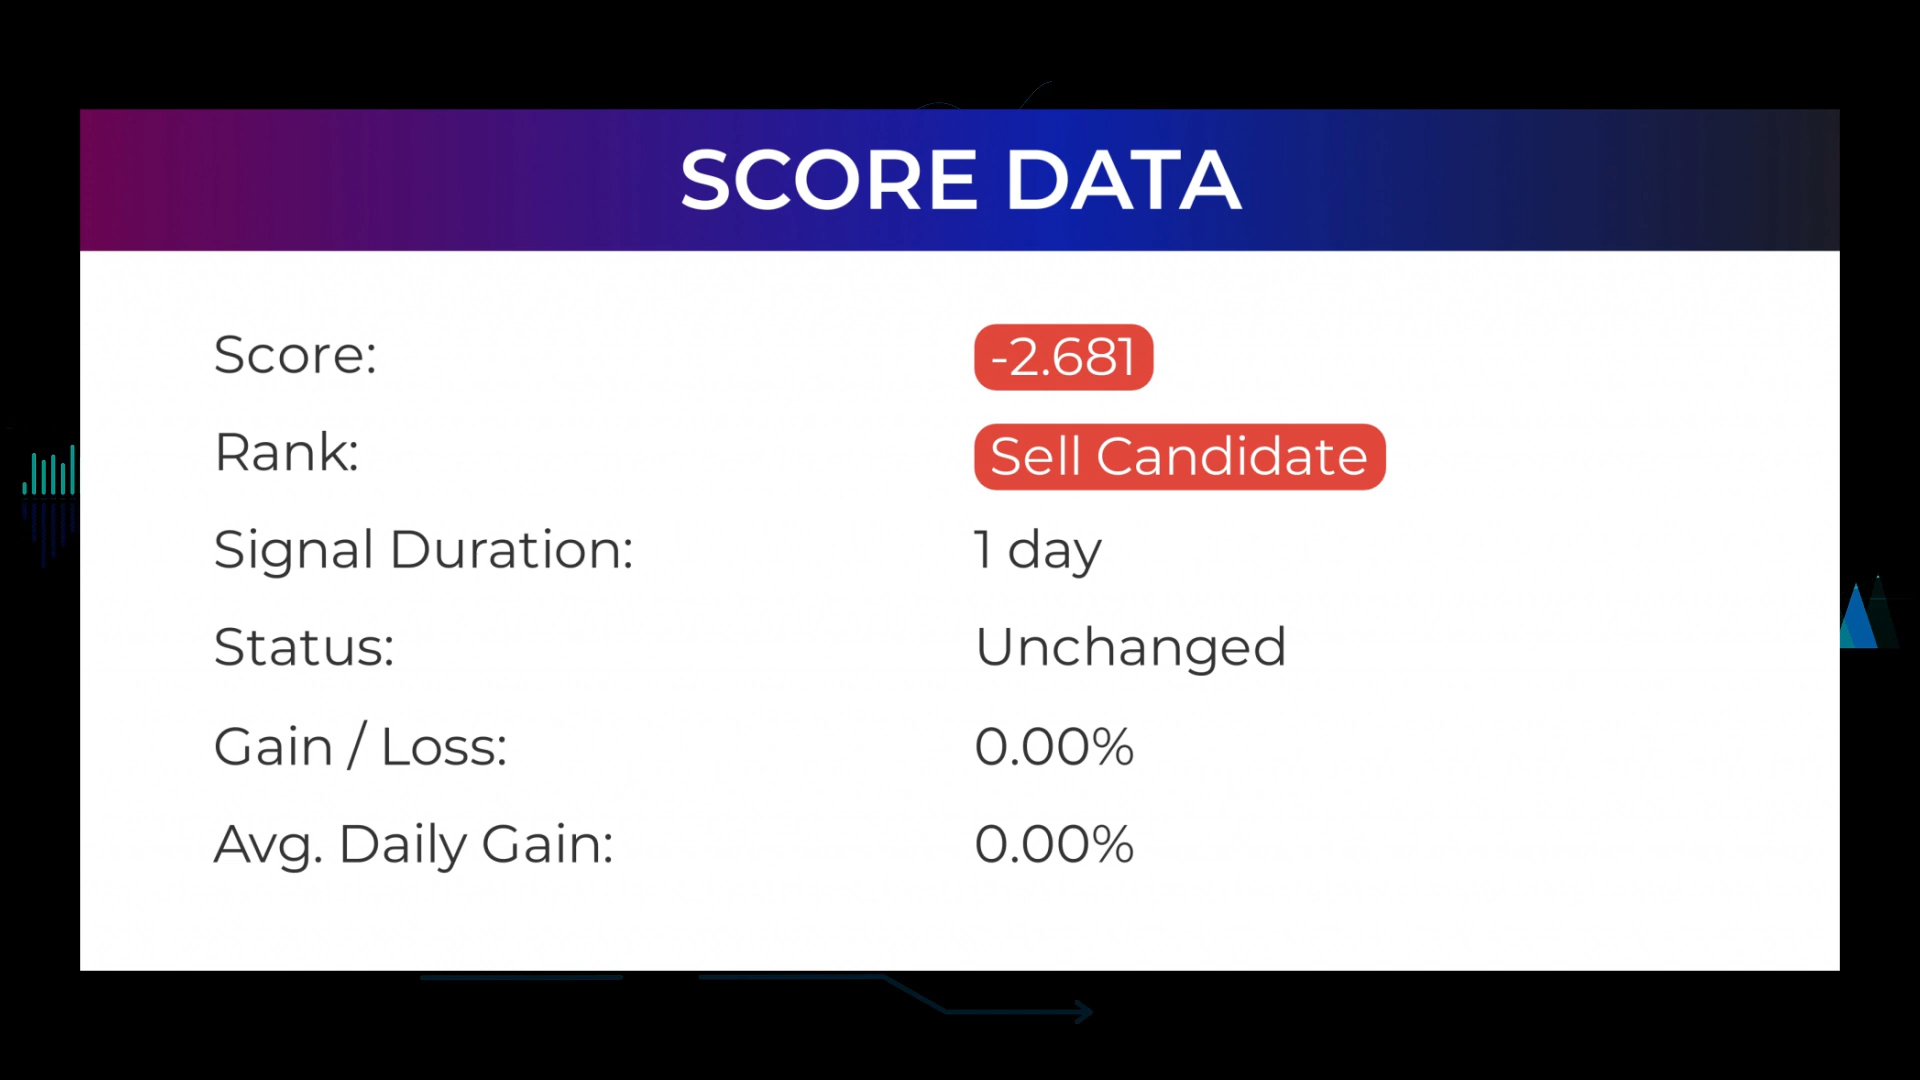 SCORE DATA
Score: -2.681
Rank: Sell Candidate
Signal Duration: 1 day
Status: Unchanged
Gain / Loss: 0.00%
Avg. Daily Gain: 0.00%